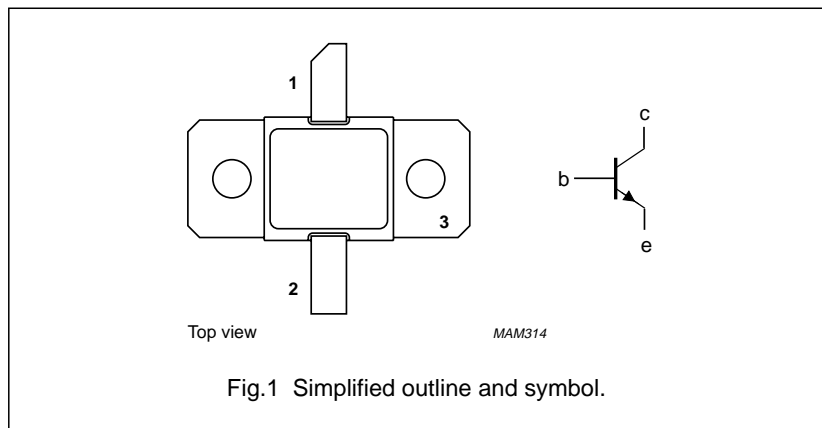 1
c
b
3
e
2
Top view
MAM314
Fig.1 Simplified outline and symbol.